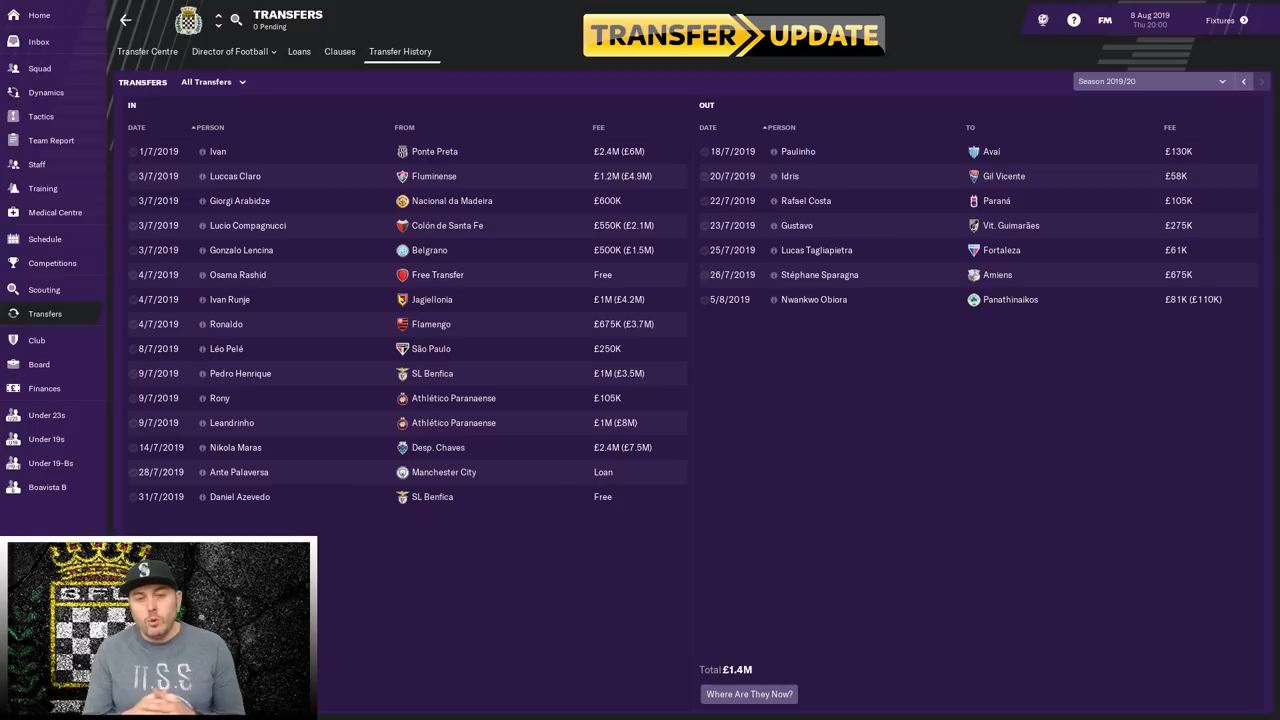 Home
Inbox
Squad
Dynamics
Tactics
Team Report
Staff
Training
Medical Centre
Schedule
Competitions
Scouting
Transfers
Club
Board
Finances
Under 23s
Under 19s
Under 19-Bs
Boavista B
TRANSFERS
0 Pending
TRANSFER UPDATE
FM
8 Aug 2019
Thu 20:00
Fixtures
Transfer Centre Director of Football Loans Clauses Transfer History
TRANSFERS All Transfers
Season 2019/20
IN
DATE PERSON FROM FEE
1/7/2019 Ivan Ponte Preta £2.4M (£6M)
3/7/2019 Luccas Claro Fluminense £1.2M (£4.9M)
3/7/2019 Giorgi Arabidze Nacional da Madeira £600K
3/7/2019 Lucio Compagnucci Colón de Santa Fe £550K (£2.1M)
3/7/2019 Gonzalo Lencina Belgrano £500K (£1.5M)
4/7/2019 Osama Rashid Free Transfer Free
4/7/2019 Ivan Runje Jagiellonia £1M (£4.2M)
4/7/2019 Ronaldo Flamengo £675K (£3.7M)
8/7/2019 Léo Pelé São Paulo £250K
9/7/2019 Pedro Henrique SL Benfica £1M (£3.5M)
9/7/2019 Rony Athlético Paranaense £105K
9/7/2019 Leandrinho Athlético Paranaense £1M (£8M)
14/7/2019 Nikola Maras Desp. Chaves £2.4M (£7.5M)
28/7/2019 Ante Palaversa Manchester City Loan
31/7/2019 Daniel Azevedo SL Benfica Free
OUT
DATE PERSON TO FEE
18/7/2019 Paulinho Avaí £130K
20/7/2019 Idris Gil Vicente £58K
22/7/2019 Rafael Costa Paraná £105K
23/7/2019 Gustavo Vit. Guimarães £275K
25/7/2019 Lucas Tagliapietra Fortaleza £61K
26/7/2019 Stéphane Sparagna Amiens £675K
5/8/2019 Nwankwo Obiora Panathinaikos £81K (£110K)
Total £1.4M
Where Are They Now?